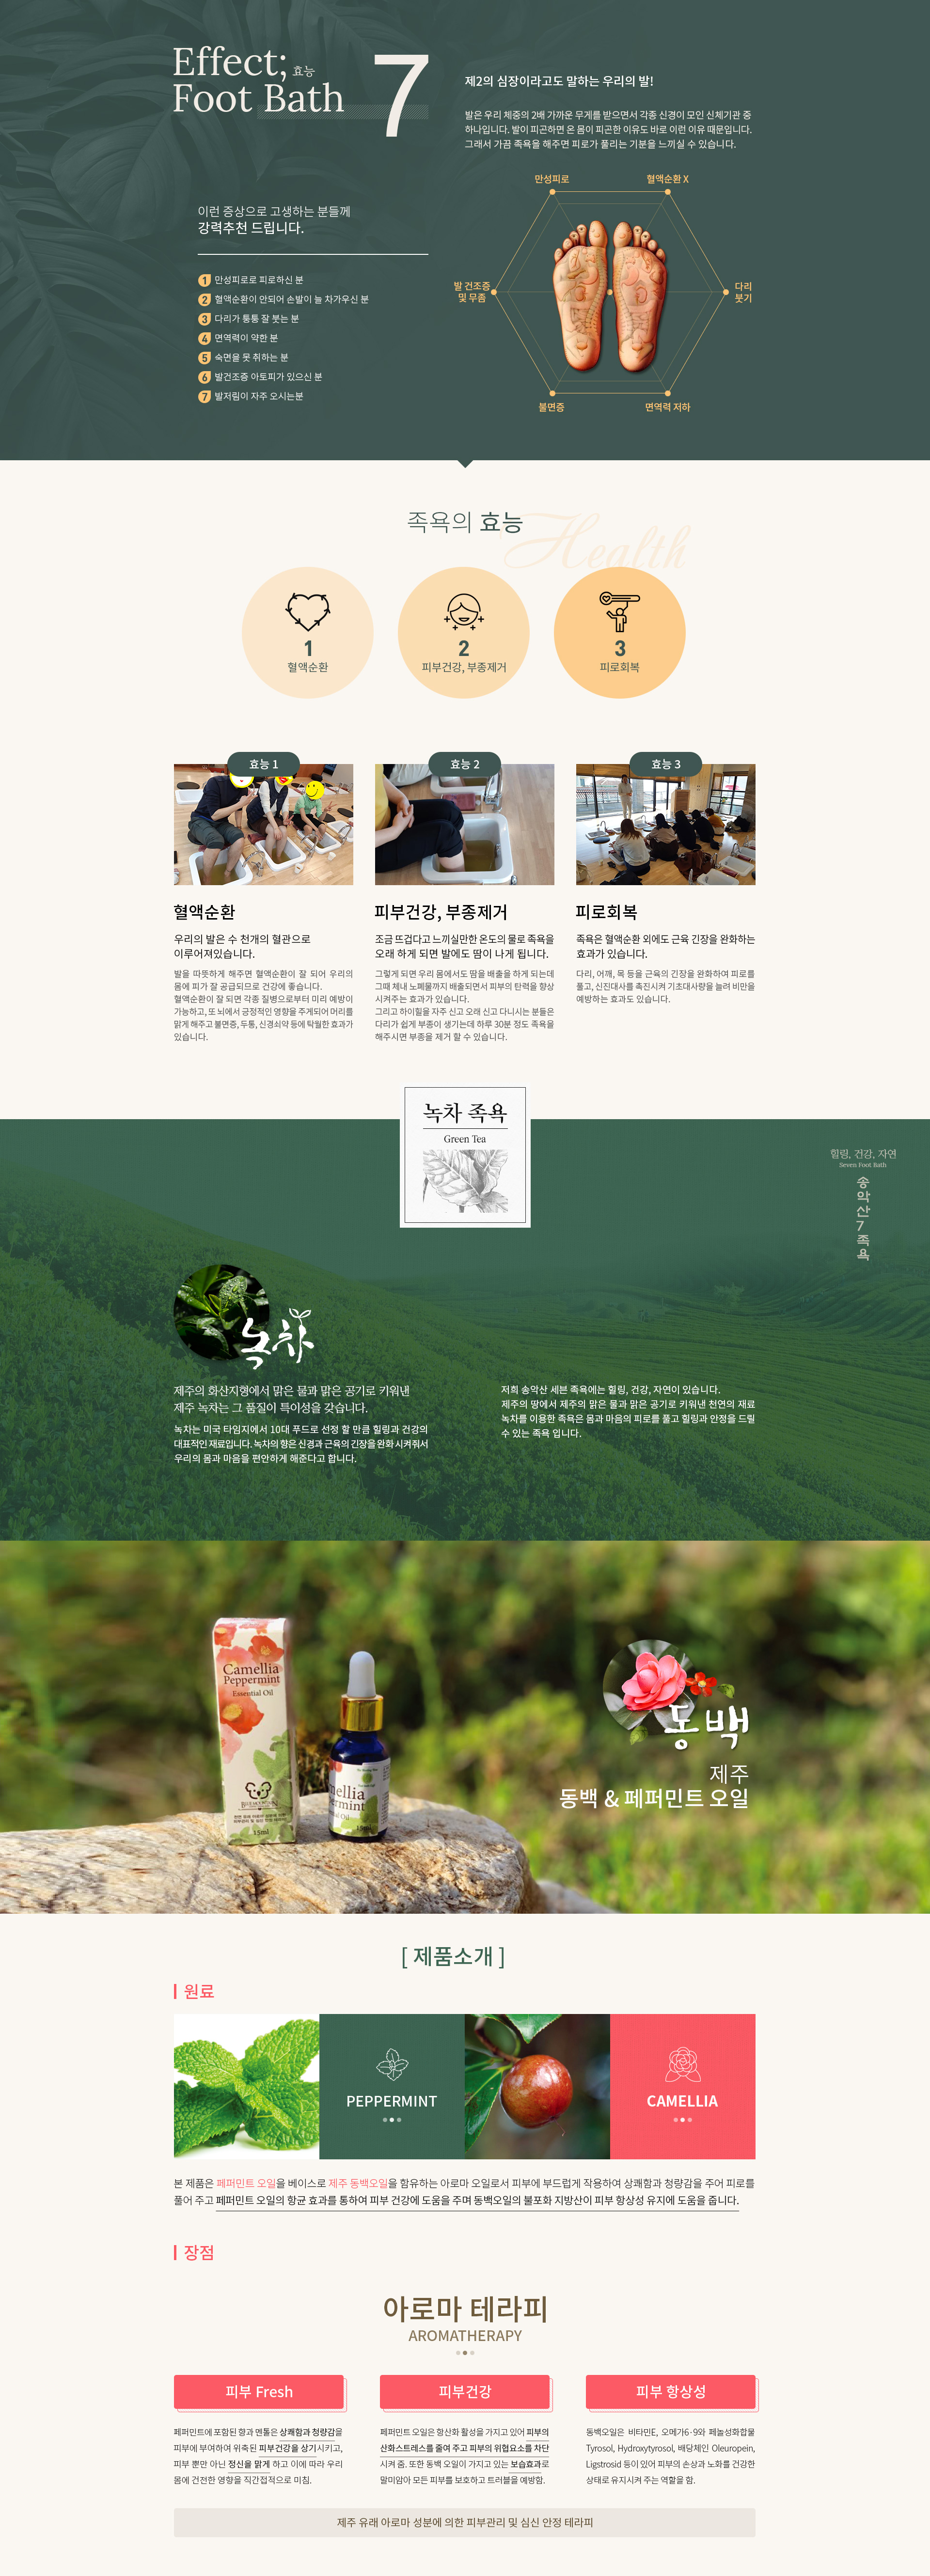 Effect; 효능
Foot Bath
7
제2의 심장이라고도 말하는 우리의 발!
발은 우리 체중의 2배 가까운 무게를 받으면서 각종 신경이 모인 신체기관 중
하나입니다. 발이 피곤하면 온 몸이 피곤한 이유도 바로 이런 이유 때문입니다.
그래서 가끔 족욕을 해주면 피로가 풀리는 기분을 느끼실 수 있습니다.
이런 증상으로 고생하는 분들께
강력추천 드립니다.
1 만성피로로 피로하신 분
2 혈액순환이 안되어 손발이 늘 차가우신 분
3 다리가 퉁퉁 잘 붓는 분
4 면역력이 약한 분
5 숙면을 못 취하는 분
6 발건조증 아토피가 있으신 분
7 발저림이 자주 오시는분
만성피로
혈액순환 X
발 건조증
및 무좀
다리
붓기
불면증
면역력 저하
족욕의 효능
Health
1
혈액순환
2
피부건강, 부종제거
3
피로회복
효능 1
혈액순환
우리의 발은 수 천개의 혈관으로
이루어져있습니다.
발을 따뜻하게 해주면 혈액순환이 잘 되어 우리의
몸에 피가 잘 공급되므로 건강에 좋습니다.
혈액순환이 잘 되면 각종 질병으로부터 미리 예방이
가능하고, 또 뇌에서 긍정적인 영향을 주게되어 머리를
맑게 해주고 불면증, 두통, 신경쇠약 등에 탁월한 효과가
있습니다.
효능 2
피부건강, 부종제거
조금 뜨겁다고 느끼실만한 온도의 물로 족욕을
오래 하게 되면 발에도 땀이 나게 됩니다.
그렇게 되면 우리 몸에서도 땀을 배출을 하게 되는데
그때 체내 노폐물까지 배출되면서 피부의 탄력을 향상
시켜주는 효과가 있습니다.
그리고 하이힐을 자주 신고 오래 신고 다니시는 분들은
다리가 쉽게 부종이 생기는데 하루 30분 정도 족욕을
해주시면 부종을 제거 할 수 있습니다.
효능 3
피로회복
족욕은 혈액순환 외에도 근육 긴장을 완화하는
효과가 있습니다.
다리, 어깨, 목 등을 근육의 긴장을 완화하여 피로를
풀고, 신진대사를 촉진시켜 기초대사량을 늘려 비만을
예방하는 효과도 있습니다.
녹차 족욕
Green Tea
힐링, 건강, 자연
Seven Foot Bath
송악산7족욕
녹차
제주의 화산지형에서 맑은 물과 맑은 공기로 키워낸
제주 녹차는 그 품질이 특이성을 갖습니다.
녹차는 미국 타임지에서 10대 푸드로 선정 할 만큼 힐링과 건강의
대표적인 재료입니다. 녹차의 향은 신경과 근육의 긴장을 완화 시켜줘서
우리의 몸과 마음을 편안하게 해준다고 합니다.
저희 송악산 세븐 족욕에는 힐링, 건강, 자연이 있습니다.
제주의 땅에서 제주의 맑은 물과 맑은 공기로 키워낸 천연의 재료
녹차를 이용한 족욕은 몸과 마음의 피로를 풀고 힐링과 안정을 드릴
수 있는 족욕 입니다.
Camellia
Peppermint
Essential Oil
15ml
동백
제주
동백 & 페퍼민트 오일
[ 제품소개 ]
원료
PEPPERMINT
CAMELLIA
본 제품은 페퍼민트 오일을 베이스로 제주 동백오일을 함유하는 아로마 오일로서 피부에 부드럽게 작용하여 상쾌함과 청량감을 주어 피로를
풀어 주고 페퍼민트 오일의 항균 효과를 통하여 피부 건강에 도움을 주며 동백오일의 불포화 지방산이 피부 항상성 유지에 도움을 줍니다.
장점
아로마 테라피
AROMATHERAPY
피부 Fresh
페퍼민트에 포함된 향과 멘톨은 상쾌함과 청량감을
피부에 부여하여 위축된 피부건강을 상기시키고,
피부 뿐만 아닌 정신을 맑게 하고 이에 따라 우리
몸에 건전한 영향을 직간접적으로 미침.
피부건강
페퍼민트 오일은 항산화 활성을 가지고 있어 피부의
산화스트레스를 줄여 주고 피부의 위협요소를 차단
시켜 줌. 또한 동백 오일이 가지고 있는 보습효과로
말미암아 모든 피부를 보호하고 트러블을 예방함.
피부 항상성
동백오일은 비타민E, 오메가6·9와 페놀성화합물
Tyrosol, Hydroxytyrosol, 배당체인 Oleuropein,
Ligstrosid 등이 있어 피부의 손상과 노화를 건강한
상태로 유지시켜 주는 역할을 함.
제주 유래 아로마 성분에 의한 피부관리 및 심신 안정 테라피